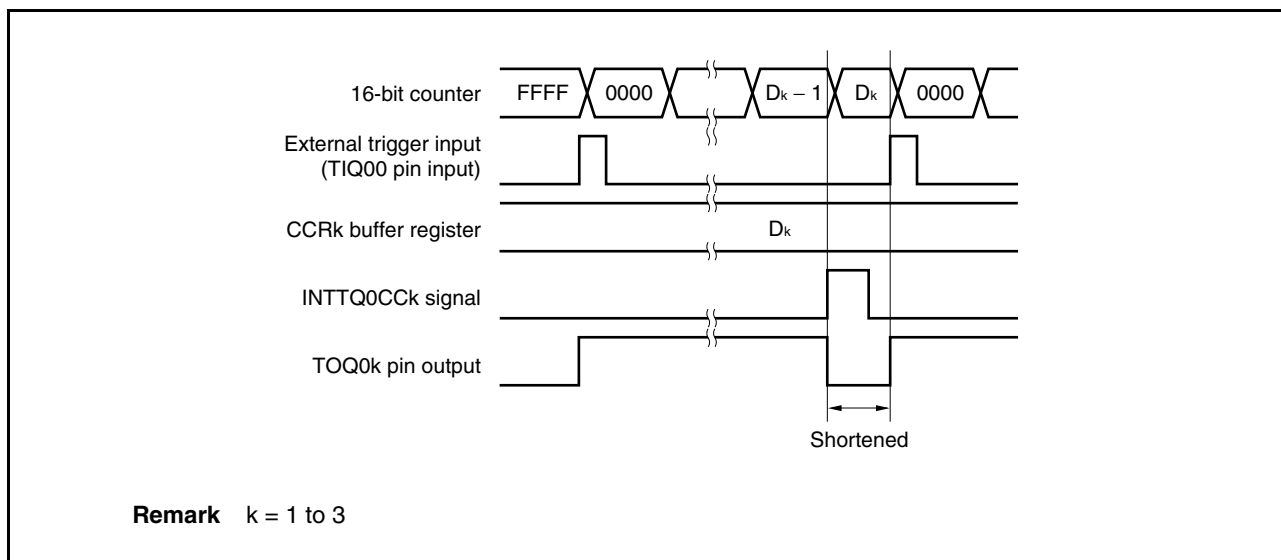 16-bit counter FFFF 0000 Dk − 1 Dk 0000
External trigger input
(TIQ00 pin input)
CCRk buffer register Dk
INTTQ0CCk signal
TOQ0k pin output
Shortened
Remark k = 1 to 3